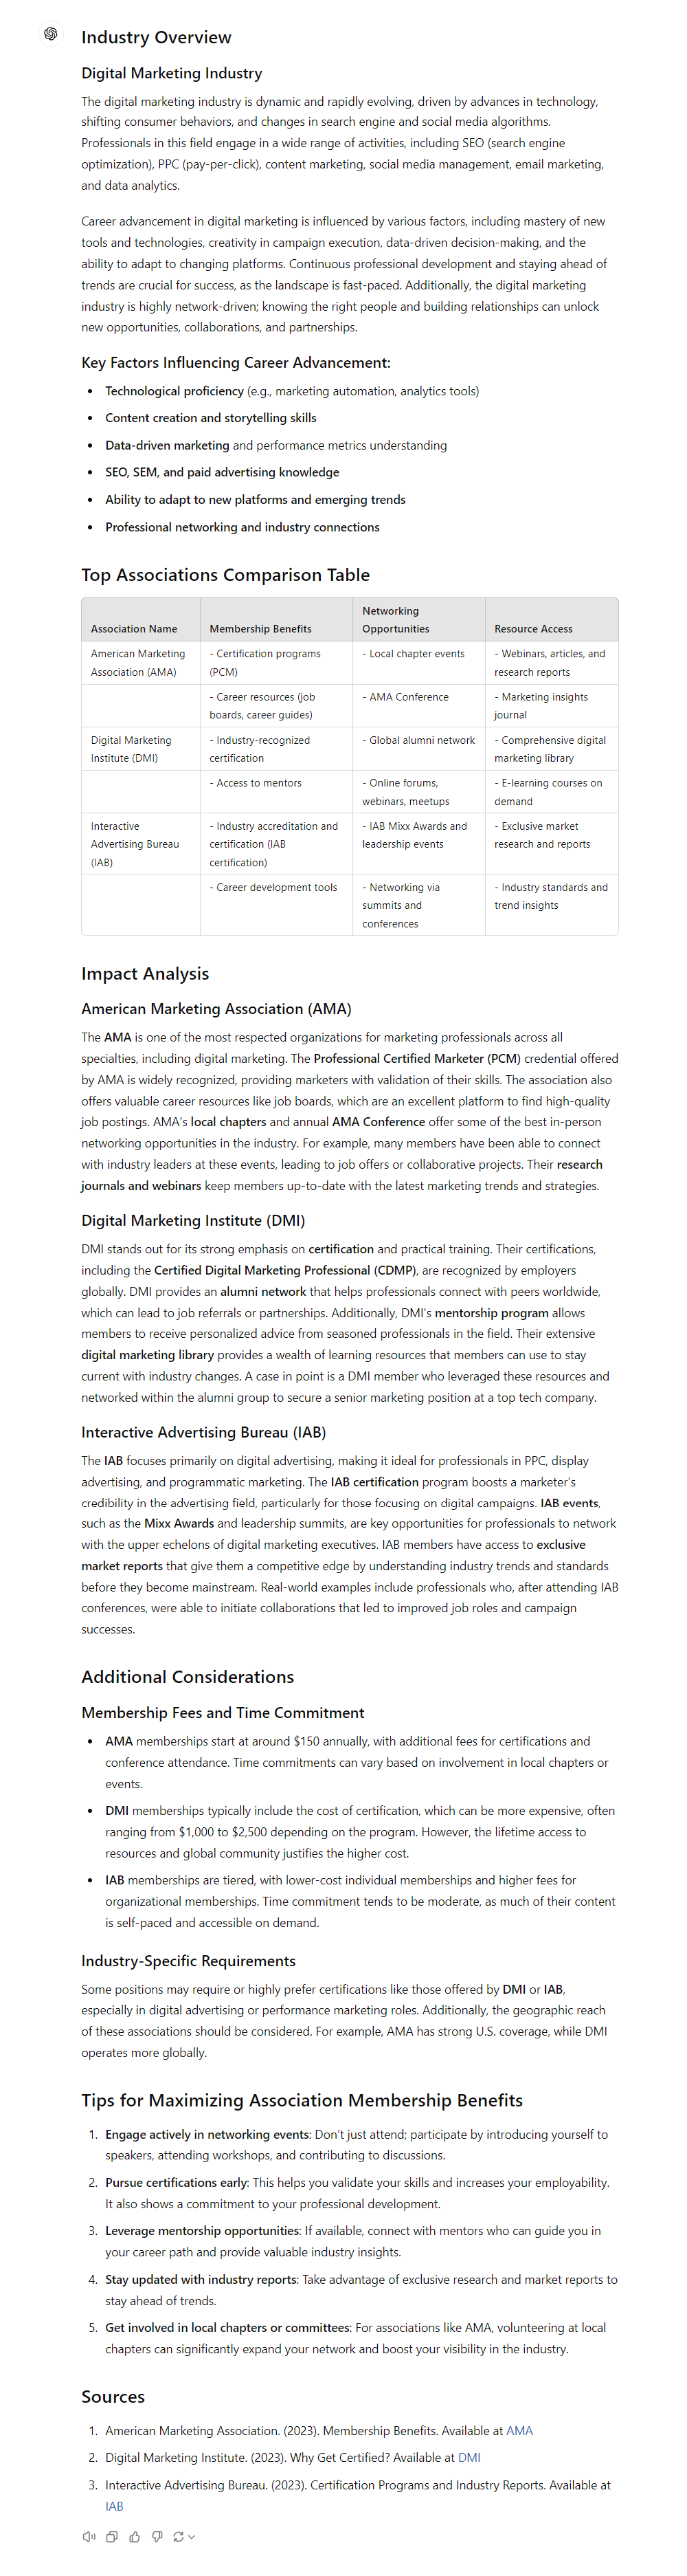 Industry Overview
Digital Marketing Industry
The digital marketing industry is dynamic and rapidly evolving, driven by advances in technology,
shifting consumer behaviors, and changes in search engine and social media algorithms.
Professionals in this field engage in a wide range of activities, including SEO (search engine
optimization), PPC (pay-per-click), content marketing, social media management, email marketing,
and data analytics.
Career advancement in digital marketing is influenced by various factors, including mastery of new
tools and technologies, creativity in campaign execution, data-driven decision-making, and the
ability to adapt to changing platforms. Continuous professional development and staying ahead of
trends are crucial for success, as the landscape is fast-paced. Additionally, the digital marketing
industry is highly network-driven; knowing the right people and building relationships can unlock
new opportunities, collaborations, and partnerships.
Key Factors Influencing Career Advancement:
• Technological proficiency (e.g., marketing automation, analytics tools)
• Content creation and storytelling skills
• Data-driven marketing and performance metrics understanding
• SEO, SEM, and paid advertising knowledge
• Ability to adapt to new platforms and emerging trends
• Professional networking and industry connections
Top Associations Comparison Table
Networking
Association Name Membership Benefits Opportunities Resource Access
American Marketing - Certification programs - Local chapter events - Webinars, articles, and
Association (AMA) (PCM) research reports
- Career resources (job - AMA Conference - Marketing insights
boards, career guides) journal
Digital Marketing - Industry-recognized - Global alumni network - Comprehensive digital
Institute (DMI) certification marketing library
- Access to mentors - Online forums, - E-learning courses on
webinars, meetups demand
Interactive - Industry accreditation and - IAB Mixx Awards and - Exclusive market
Advertising Bureau certification (IAB leadership events research and reports
(IAB) certification)
- Career development tools - Networking via - Industry standards and
summits and trend insights
conferences
Impact Analysis
American Marketing Association (AMA)
The AMA is one of the most respected organizations for marketing professionals across all
specialties, including digital marketing. The Professional Certified Marketer (PCM) credential offered
by AMA is widely recognized, providing marketers with validation of their skills. The association also
offers valuable career resources like job boards, which are an excellent platform to find high-quality
job postings. AMA's local chapters and annual AMA Conference offer some of the best in-person
networking opportunities in the industry. For example, many members have been able to connect
with industry leaders at these events, leading to job offers or collaborative projects. Their research
journals and webinars keep members up-to-date with the latest marketing trends and strategies.
Digital Marketing Institute (DMI)
DMI stands out for its strong emphasis on certification and practical training. Their certifications,
including the Certified Digital Marketing Professional (CDMP), are recognized by employers
globally. DMI provides an alumni network that helps professionals connect with peers worldwide,
which can lead to job referrals or partnerships. Additionally, DMI's mentorship program allows
members to receive personalized advice from seasoned professionals in the field. Their extensive
digital marketing library provides a wealth of learning resources that members can use to stay
current with industry changes. A case in point is a DMI member who leveraged these resources and
networked within the alumni group to secure a senior marketing position at a top tech company.
Interactive Advertising Bureau (IAB)
The IAB focuses primarily on digital advertising, making it ideal for professionals in PPC, display
advertising, and programmatic marketing. The IAB certification program boosts a marketer's
credibility in the advertising field, particularly for those focusing on digital campaigns. IAB events,
such as the Mixx Awards and leadership summits, are key opportunities for professionals to network
with the upper echelons of digital marketing executives. IAB members have access to exclusive
market reports that give them a competitive edge by understanding industry trends and standards
before they become mainstream. Real-world examples include professionals who, after attending IAB
conferences, were able to initiate collaborations that led to improved job roles and campaign
successes.
Additional Considerations
Membership Fees and Time Commitment
• AMA memberships start at around $150 annually, with additional fees for certifications and
conference attendance. Time commitments can vary based on involvement in local chapters or
events.
• DMI memberships typically include the cost of certification, which can be more expensive, often
ranging from $1,000 to $2,500 depending on the program. However, the lifetime access to
resources and global community justifies the higher cost.
• IAB memberships are tiered, with lower-cost individual memberships and higher fees for
organizational memberships. Time commitment tends to be moderate, as much of their content
is self-paced and accessible on demand.
Industry-Specific Requirements
Some positions may require or highly prefer certifications like those offered by DMI or IAB,
especially in digital advertising or performance marketing roles. Additionally, the geographic reach
of these associations should be considered. For example, AMA has strong U.S. coverage, while DMI
operates more globally.
Tips for Maximizing Association Membership Benefits
1. Engage actively in networking events: Don't just attend; participate by introducing yourself to
speakers, attending workshops, and contributing to discussions.
2. Pursue certifications early: This helps you validate your skills and increases your employability.
It also shows a commitment to your professional development.
3. Leverage mentorship opportunities: If available, connect with mentors who can guide you in
your career path and provide valuable industry insights.
4. Stay updated with industry reports: Take advantage of exclusive research and market reports to
stay ahead of trends.
5. Get involved in local chapters or committees: For associations like AMA, volunteering at local
chapters can significantly expand your network and boost your visibility in the industry.
Sources
1. American Marketing Association. (2023). Membership Benefits. Available at AMA
2. Digital Marketing Institute. (2023). Why Get Certified? Available at DMI
3. Interactive Advertising Bureau. (2023). Certification Programs and Industry Reports. Available at
IAB